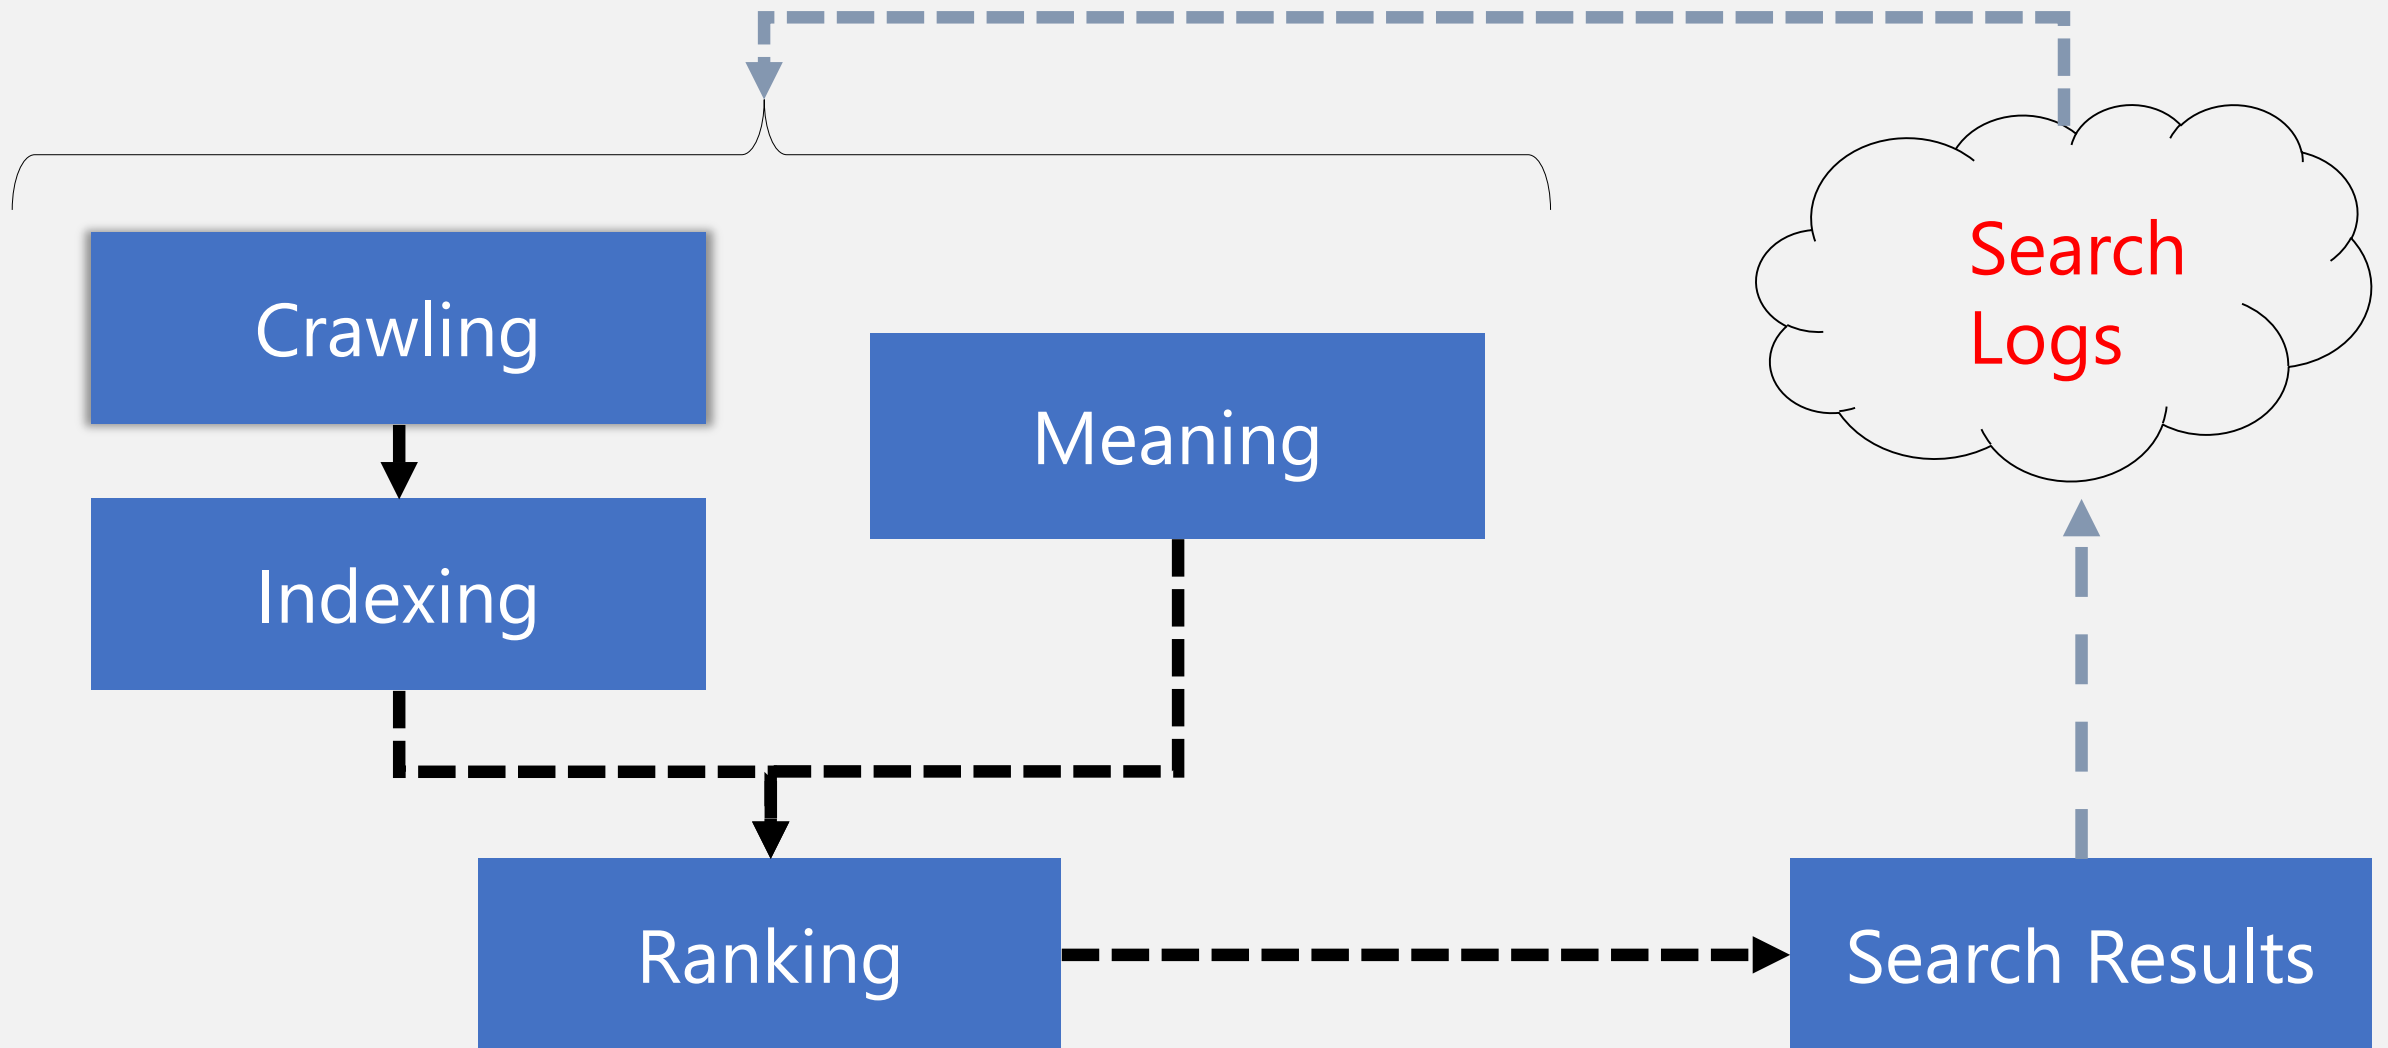 Crawling
Meaning
Indexing
Ranking
Search Results
Search
Logs